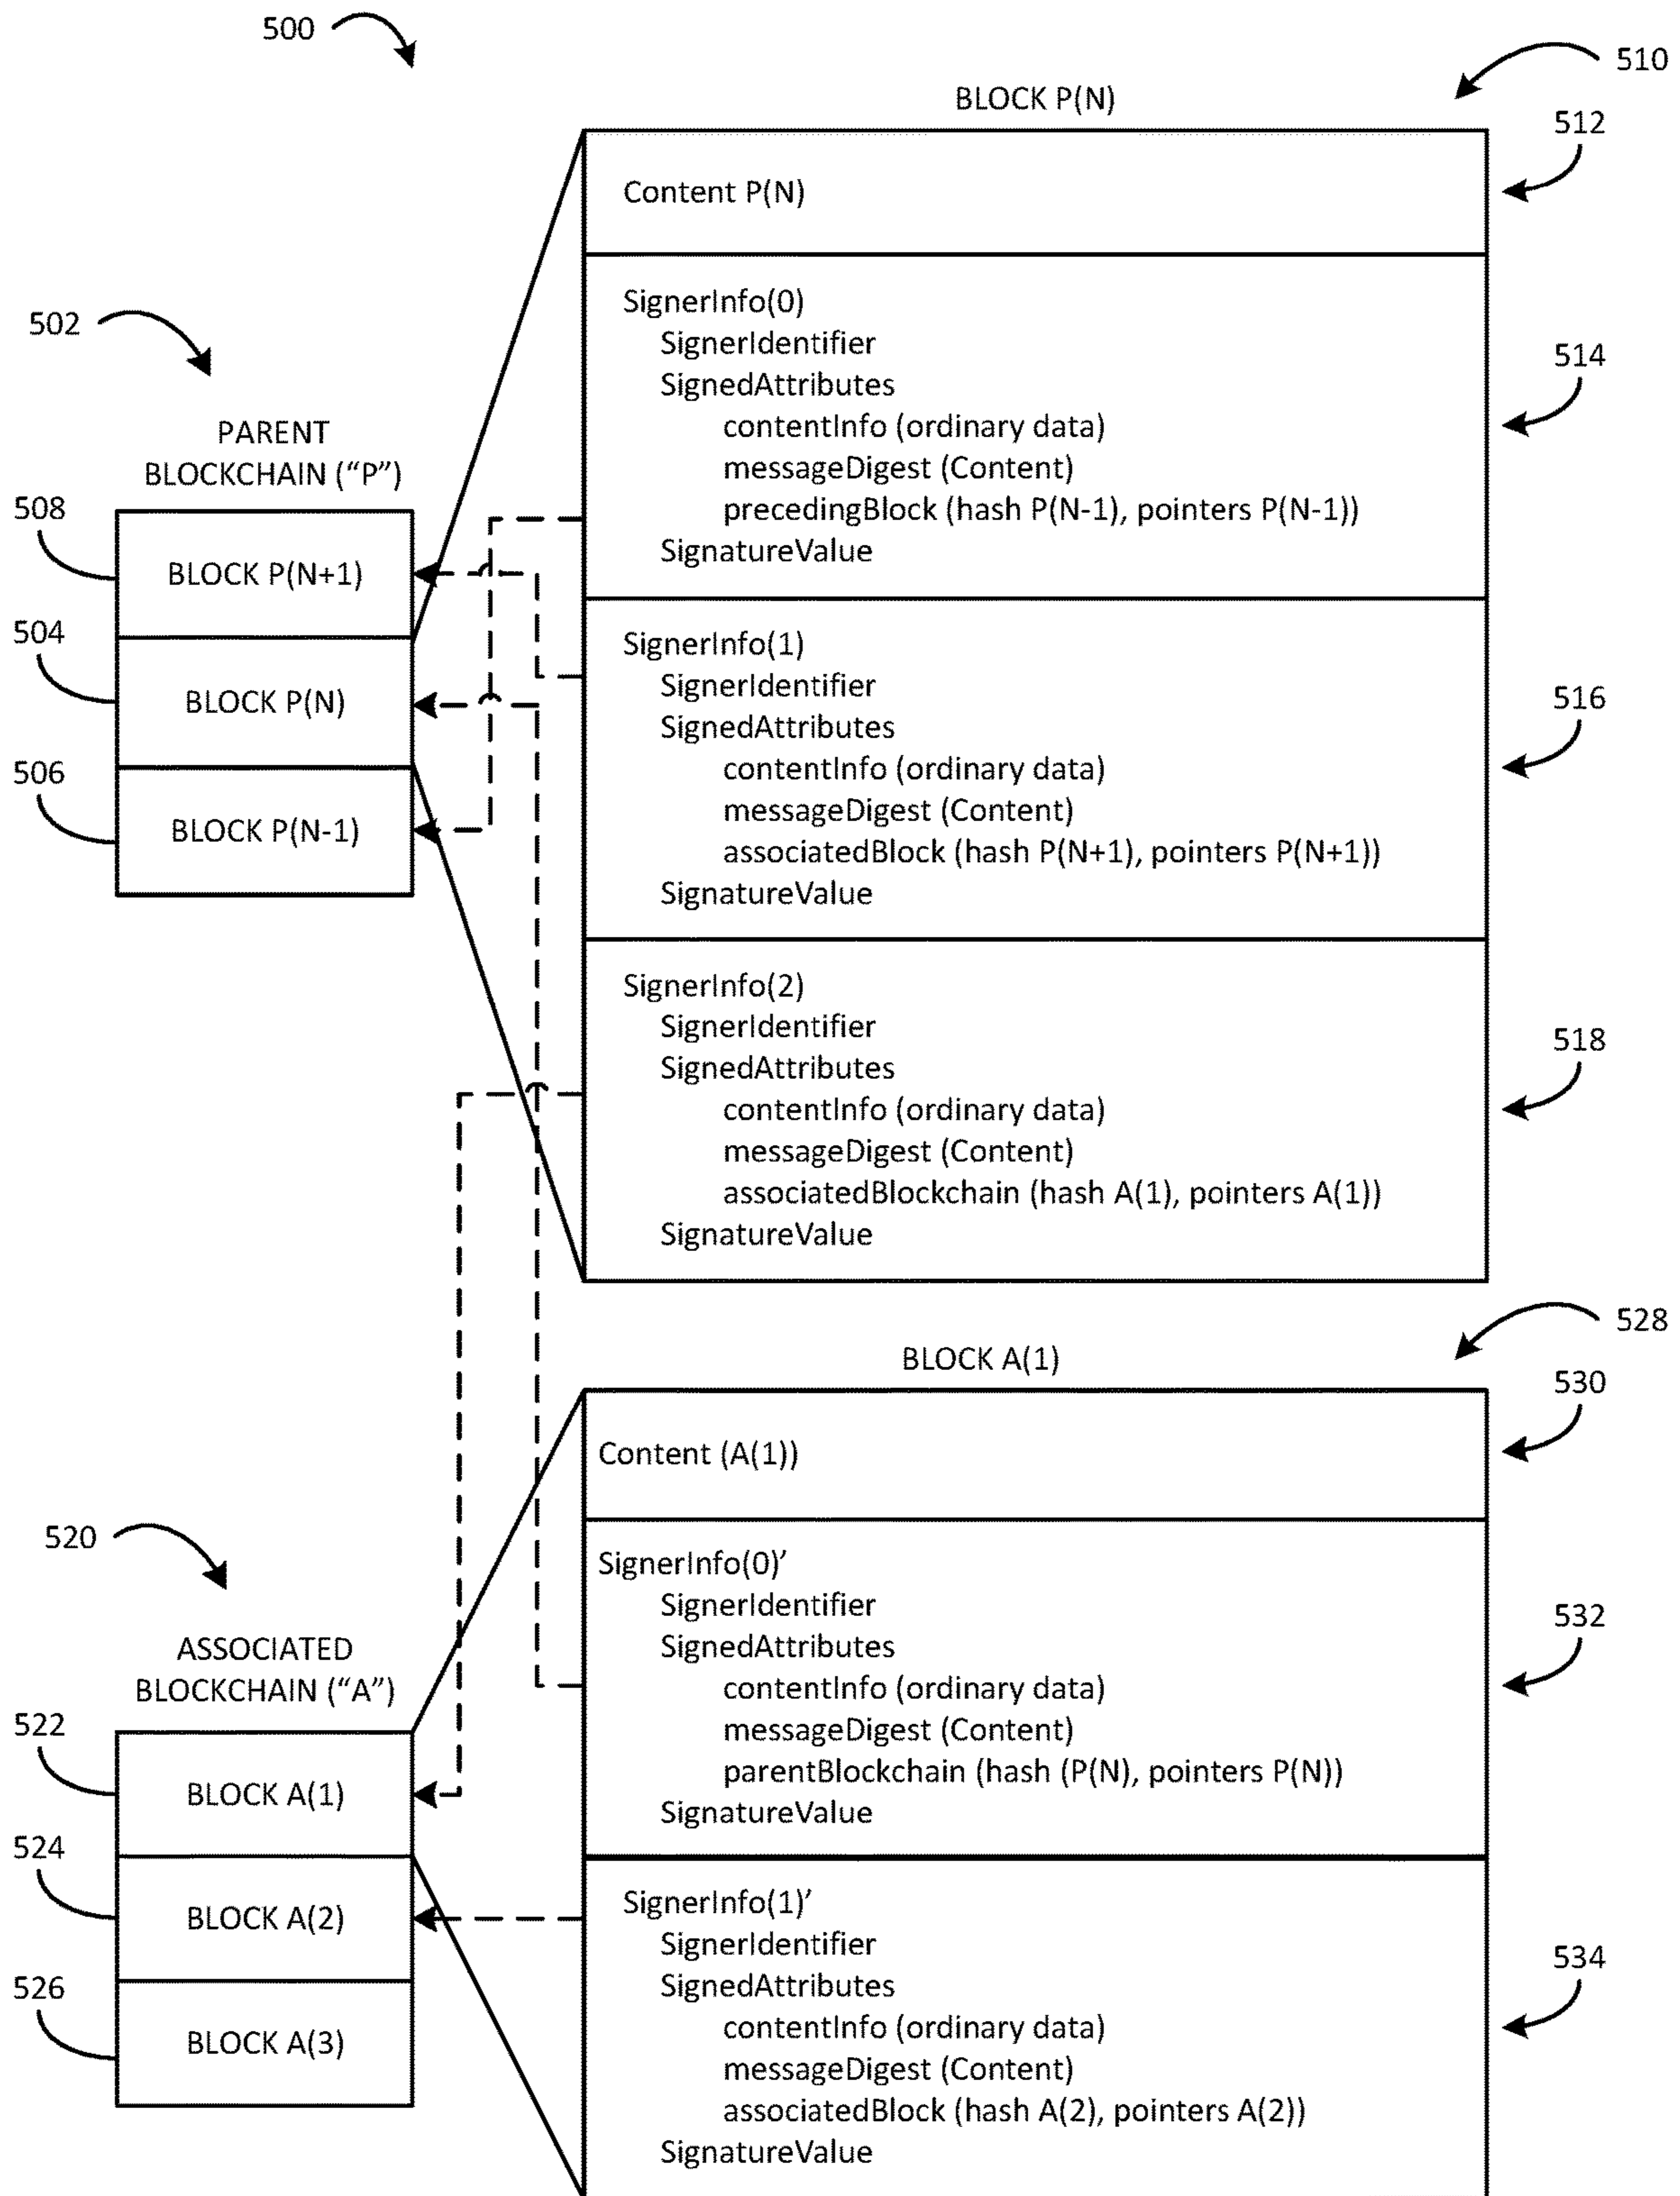 500
510
BLOCK P(N)
512
Content P(N)
SignerInfo(0)
SignerIdentifier
SignedAttributes
contentInfo (ordinary data)
messageDigest (Content)
precedingBlock (hash P(N-1), pointers P(N-1))
SignatureValue
514
502
PARENT
BLOCKCHAIN (“P”)
508
BLOCK P(N+1)
504
BLOCK P(N)
506
BLOCK P(N-1)
SignerInfo(1)
SignerIdentifier
SignedAttributes
contentInfo (ordinary data)
messageDigest (Content)
associatedBlock (hash P(N+1), pointers P(N+1))
SignatureValue
516
SignerInfo(2)
SignerIdentifier
SignedAttributes
contentInfo (ordinary data)
messageDigest (Content)
associatedBlockchain (hash A(1), pointers A(1))
SignatureValue
518
528
BLOCK A(1)
530
Content (A(1))
SignerInfo(0)’
SignerIdentifier
SignedAttributes
contentInfo (ordinary data)
messageDigest (Content)
parentBlockchain (hash (P(N), pointers P(N))
SignatureValue
532
520
ASSOCIATED
BLOCKCHAIN (“A”)
522
BLOCK A(1)
524
BLOCK A(2)
526
BLOCK A(3)
SignerInfo(1)’
SignerIdentifier
SignedAttributes
contentInfo (ordinary data)
messageDigest (Content)
associatedBlock (hash A(2), pointers A(2))
SignatureValue
534